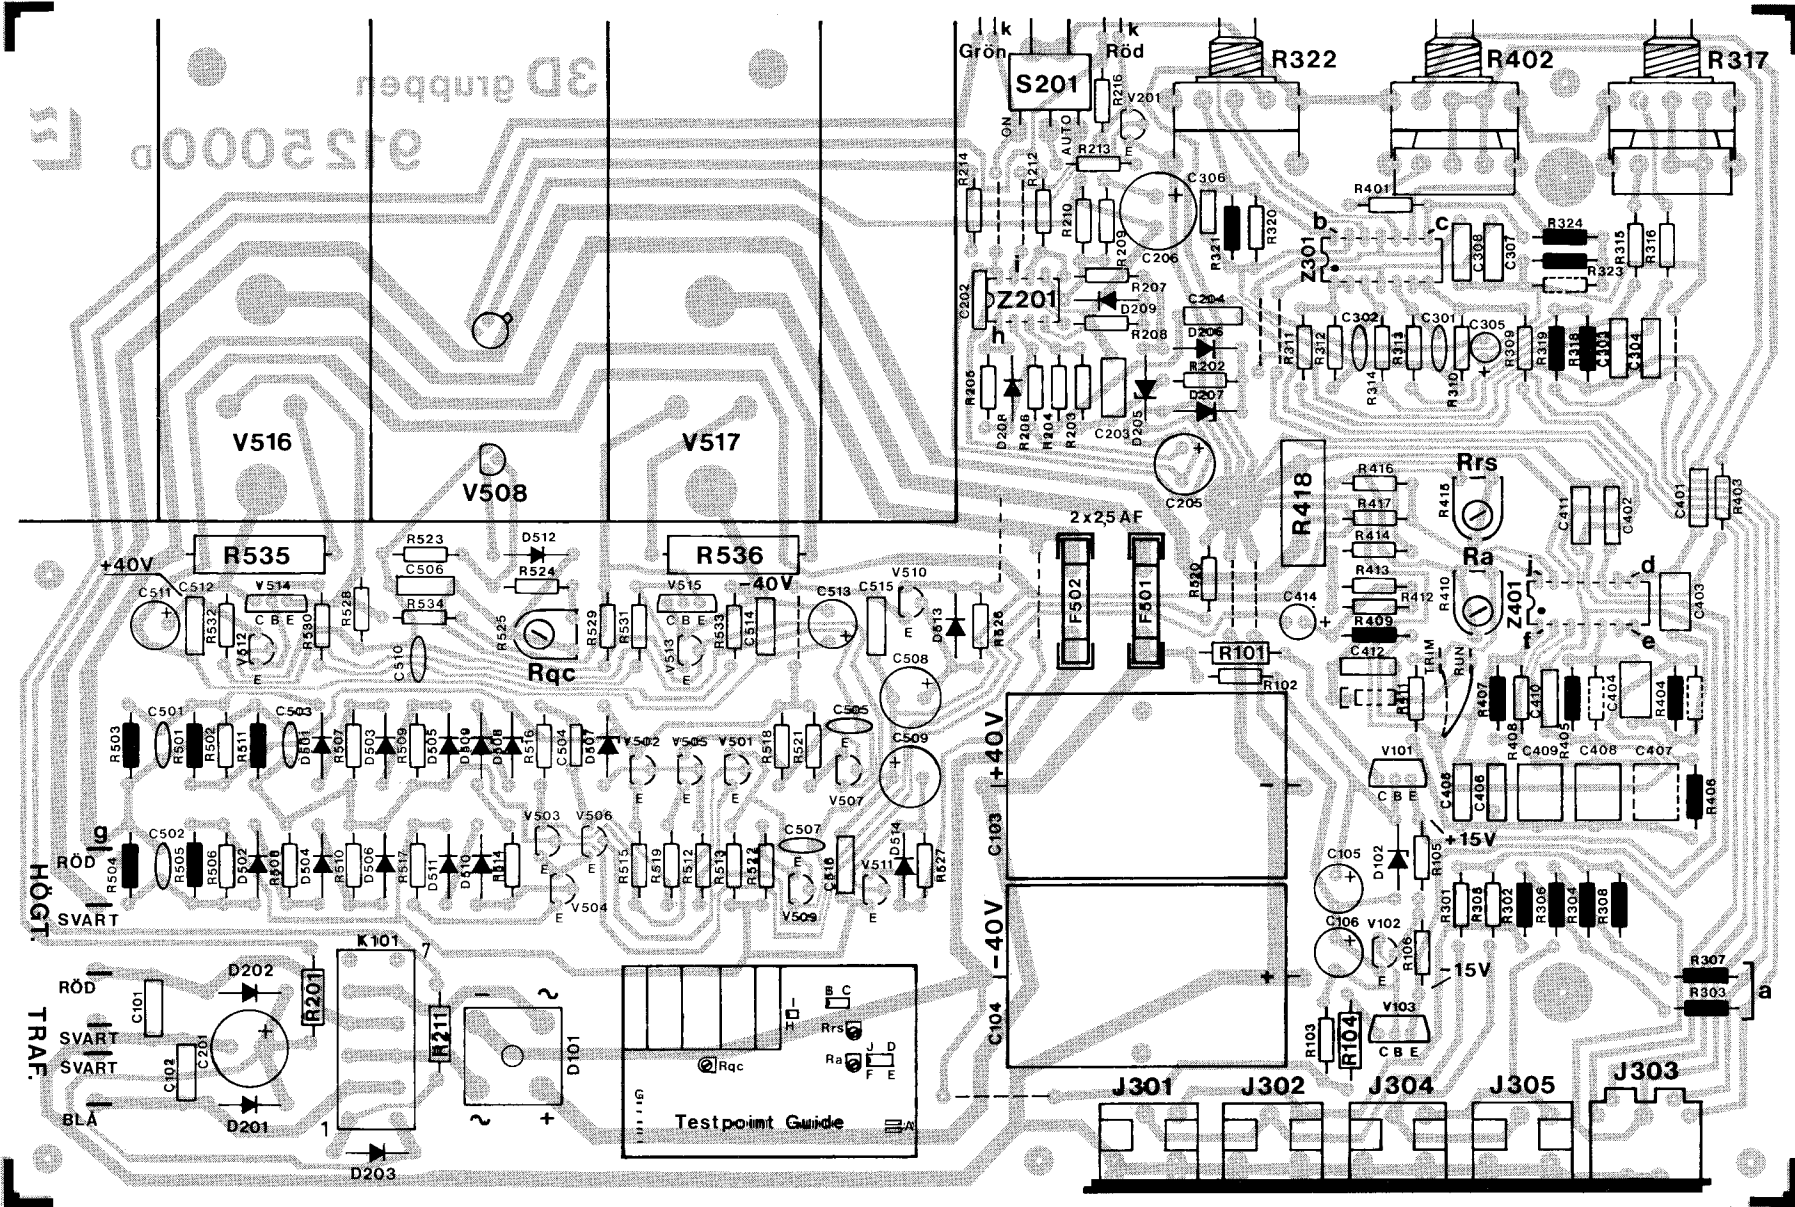 k
k
Grön
Röd
R322
R402
R317
3D gruppen
9125000D
S201
ON
AUTO
R216
V201
E
R213
R214
R212
R210
R209
C306
R321
R320
C206
R401
b
c
Z301
C308
C307
R324
R323
R315
R316
C202
i
Z201
h
R207
D209
R208
C204
D206
R202
D207
R311
R312
C302
R314
R313
C301
R310
C305
R309
R319
R318
C303
C304
R205
D208
R206
R204
R203
C203
D205
C205
V516
V508
V517
2x2,5 AF
R418
R416
R417
R414
R413
R412
R409
R415
Rrs
Ra
R410
C411
C402
C401
R403
j
d
Z401
f
e
C403
R535
R523
D512
R536
+40V
C511
C512
R532
V514
C B E
V512
E
R530
R528
C506
R534
R524
R525
Rqc
C510
R529
R531
V515
C B E
V513
E
R533
C514
-40V
C513
C515
V510
E
D513
R526
F502
F501
R520
R101
R102
C414
C412
R411
TRIM
RUN
R407
R408
C410
R405
C404
R404
C508
C509
R503
C501
R501
R502
R511
C503
D501
R507
D503
R509
D505
D509
D508
R516
C504
D507
V502
E
V505
E
V501
E
R518
R521
C505
E
V507
+40V
C103
V101
C B E
C405
C406
C409
C408
C407
R406
g
RÖD
R504
C502
R505
R506
D502
R508
D504
R510
D506
R517
D511
D510
R514
V503
E
V506
E
V504
E
R515
R519
R512
R513
R522
C507
E
V509
C516
V511
E
D514
R527
SVART
HÖGT.
-40V
C104
C105
D102
R105
+15V
C106
V102
E
R106
-15V
R301
R305
R302
R306
R304
R308
R307
R303
a
K101
7
1
D202
R201
RÖD
C101
SVART
SVART
C201
C102
BLÅ
TRAF.
D201
D203
R211
D101
- ~
~ +
I
H
B C
Rrs
Ra
J D
F E
Rqc
Testpoint Guide
A
R103
R104
V103
C B E
J301
J302
J304
J305
J303